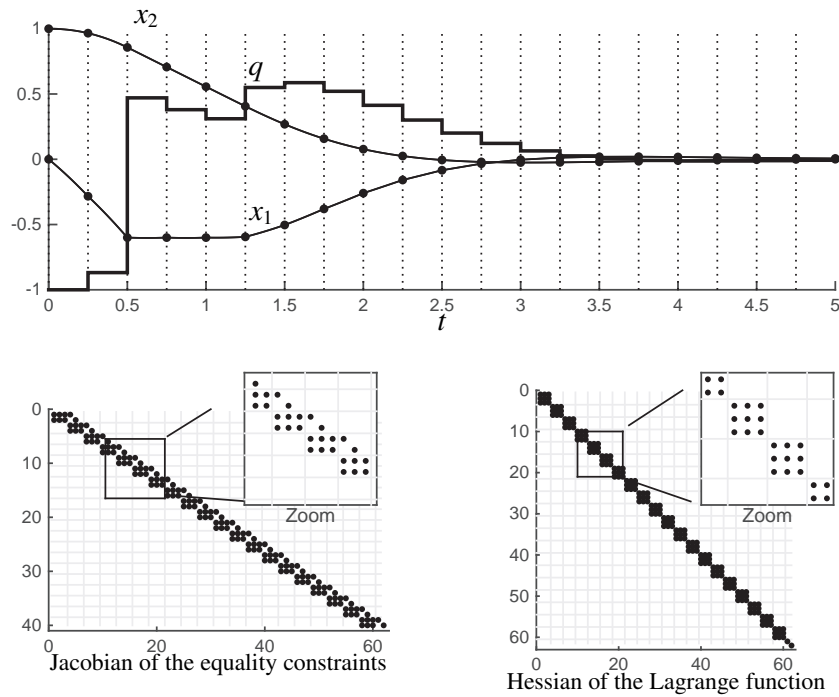 x₂
1
q
0.5
0
x₁
-0.5
-1
0 0.5 1 1.5 2 2.5 3 3.5 4 4.5 5
t
0
10
20
30
40
0 20 40 60
Zoom
Jacobian of the equality constraints
0
10
20
30
40
50
60
0 20 40 60
Zoom
Hessian of the Lagrange function